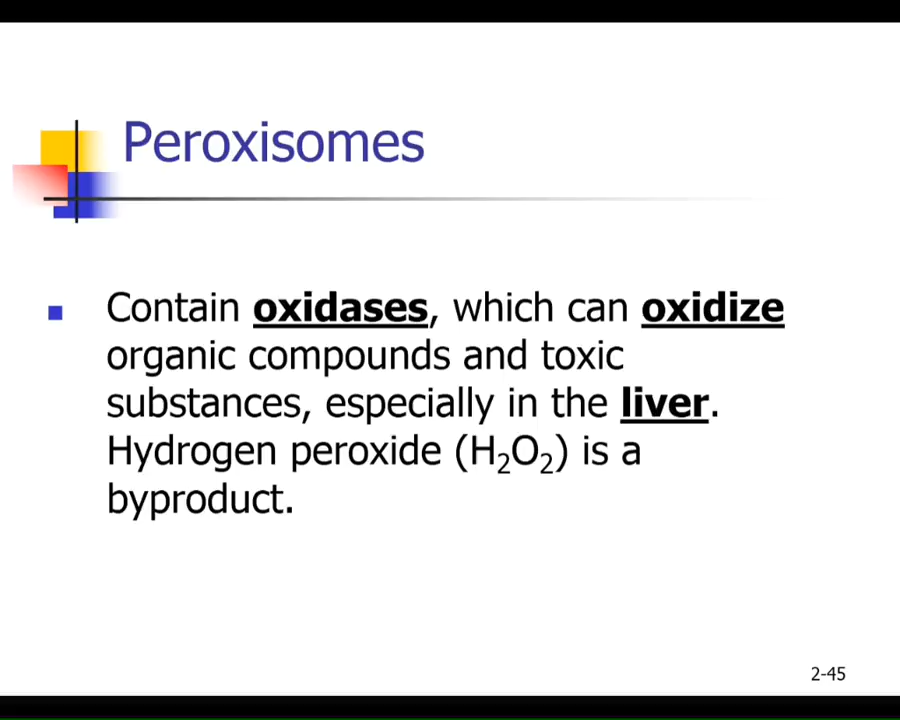 Peroxisomes
Contain oxidases, which can oxidize
organic compounds and toxic
substances, especially in the liver.
Hydrogen peroxide (H₂O₂) is a
byproduct.
2-45